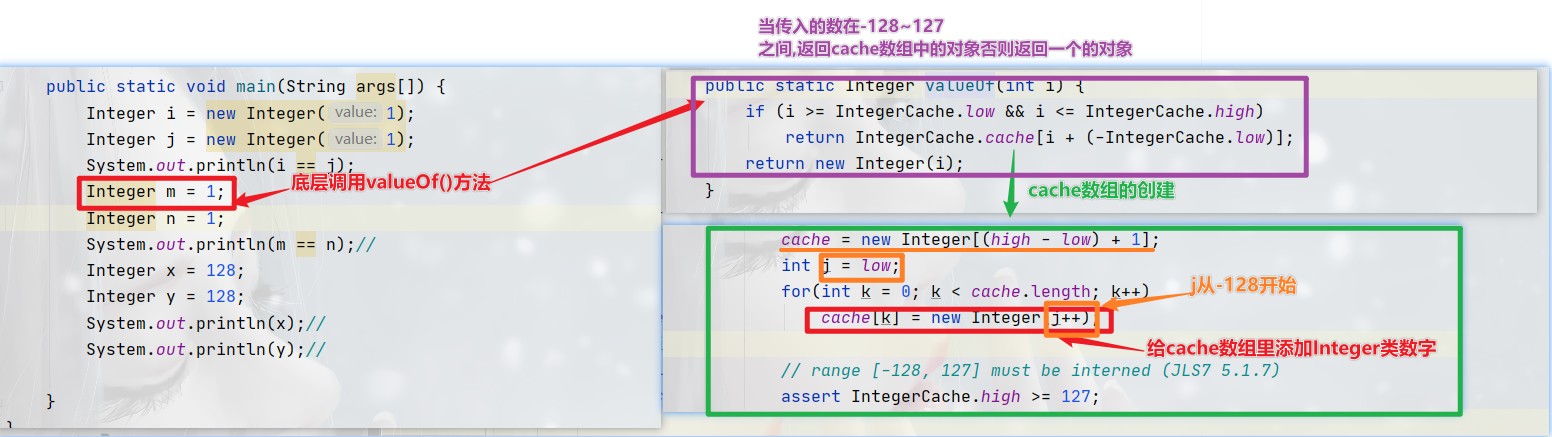 当传入的数在-128~127
之间,返回cache数组中的对象否则返回一个的对象
public static void main(String args[]) {
Integer i = new Integer( value: 1);
Integer j = new Integer( value: 1);
System.out.println(i == j);
Integer m = 1;
底层调用valueOf()方法
Integer n = 1;
System.out.println(m == n);//
Integer x = 128;
Integer y = 128;
System.out.println(x);//
System.out.println(y);//
}
}
public static Integer valueOf(int i) {
if (i >= IntegerCache.low && i <= IntegerCache.high)
return IntegerCache.cache[i + (-IntegerCache.low)];
return new Integer(i);
}
cache数组的创建
cache = new Integer[(high - low) + 1];
int j = low;
for(int k = 0; k < cache.length; k++)
j从-128开始
cache[k] = new Integer j++)
给cache数组里添加Integer类数字
// range [-128, 127] must be interned (JLS7 5.1.7)
assert IntegerCache.high >= 127;